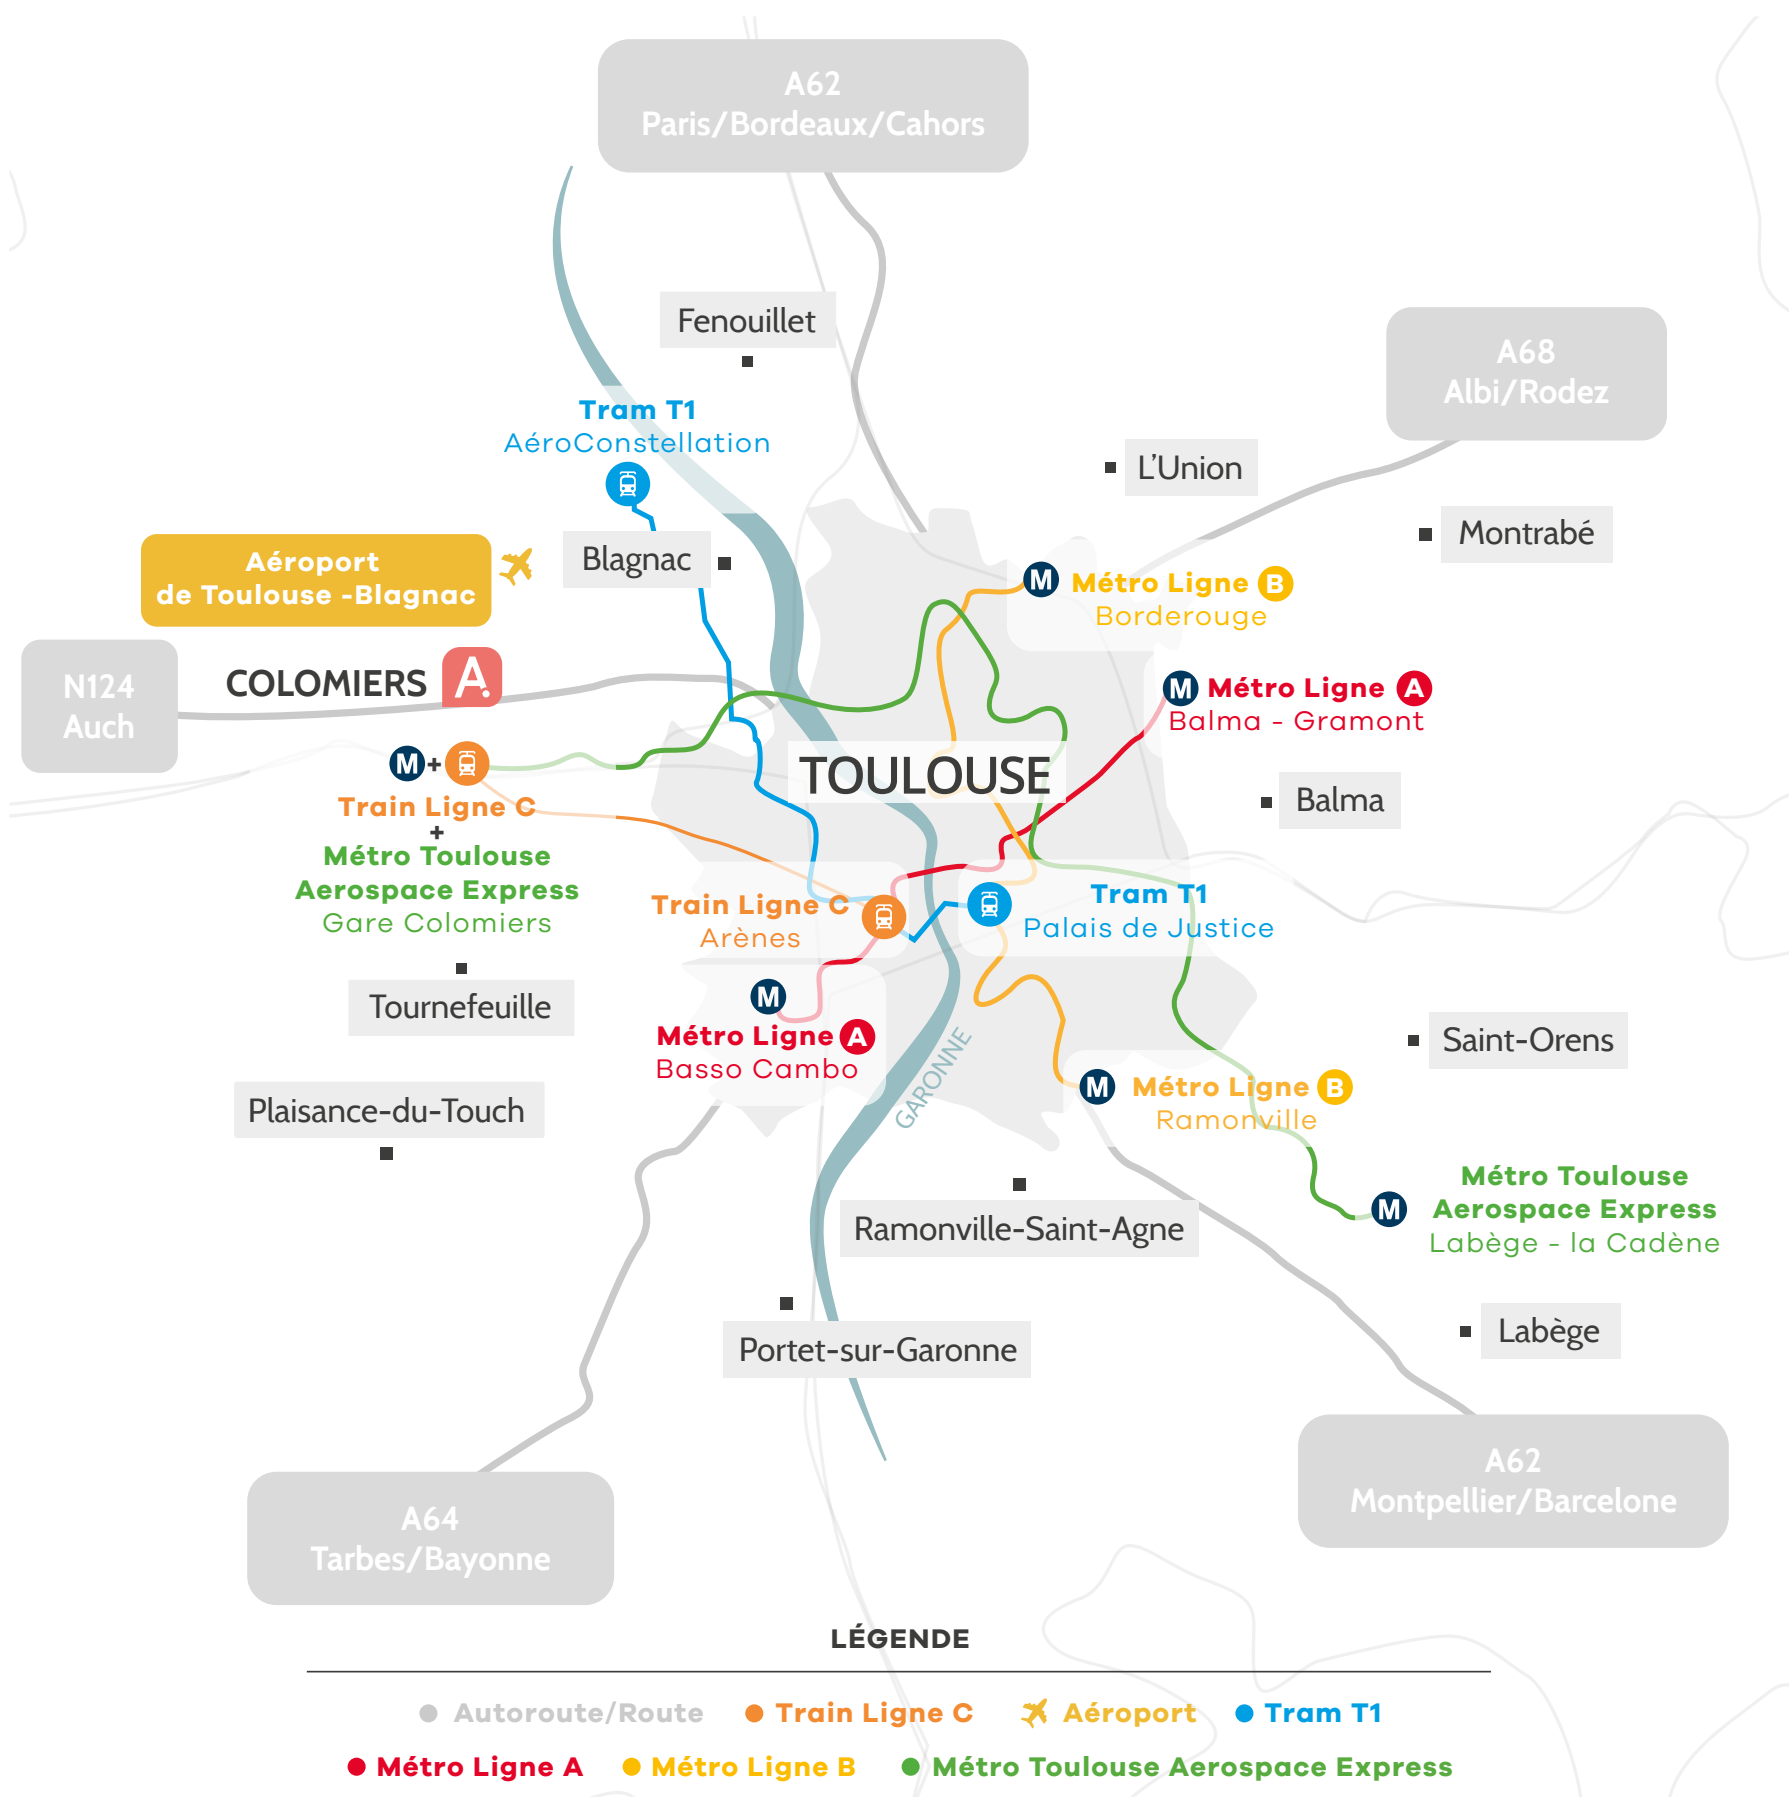 A62
Paris/Bordeaux/Cahors
Fenouillet
A68
Albi/Rodez
Tram T1
AéroConstellation
L'Union
Montrabé
Aéroport
de Toulouse -Blagnac
Blagnac
M Métro Ligne B
Borderouge
N124
Auch
COLOMIERS A.
M Métro Ligne A
Balma - Gramont
TOULOUSE
M +
Train Ligne C
+
Métro Toulouse
Aerospace Express
Gare Colomiers
Balma
Train Ligne C
Arènes
Tram T1
Palais de Justice
Tournefeuille
M
Métro Ligne A
Basso Cambo
GARONNE
Saint-Orens
Plaisance-du-Touch
M Métro Ligne B
Ramonville
M
Métro Toulouse
Aerospace Express
Labège - la Cadène
Ramonville-Saint-Agne
Portet-sur-Garonne
Labège
A62
Montpellier/Barcelone
A64
Tarbes/Bayonne
LÉGENDE
Autoroute/Route Train Ligne C Aéroport Tram T1
Métro Ligne A Métro Ligne B Métro Toulouse Aerospace Express